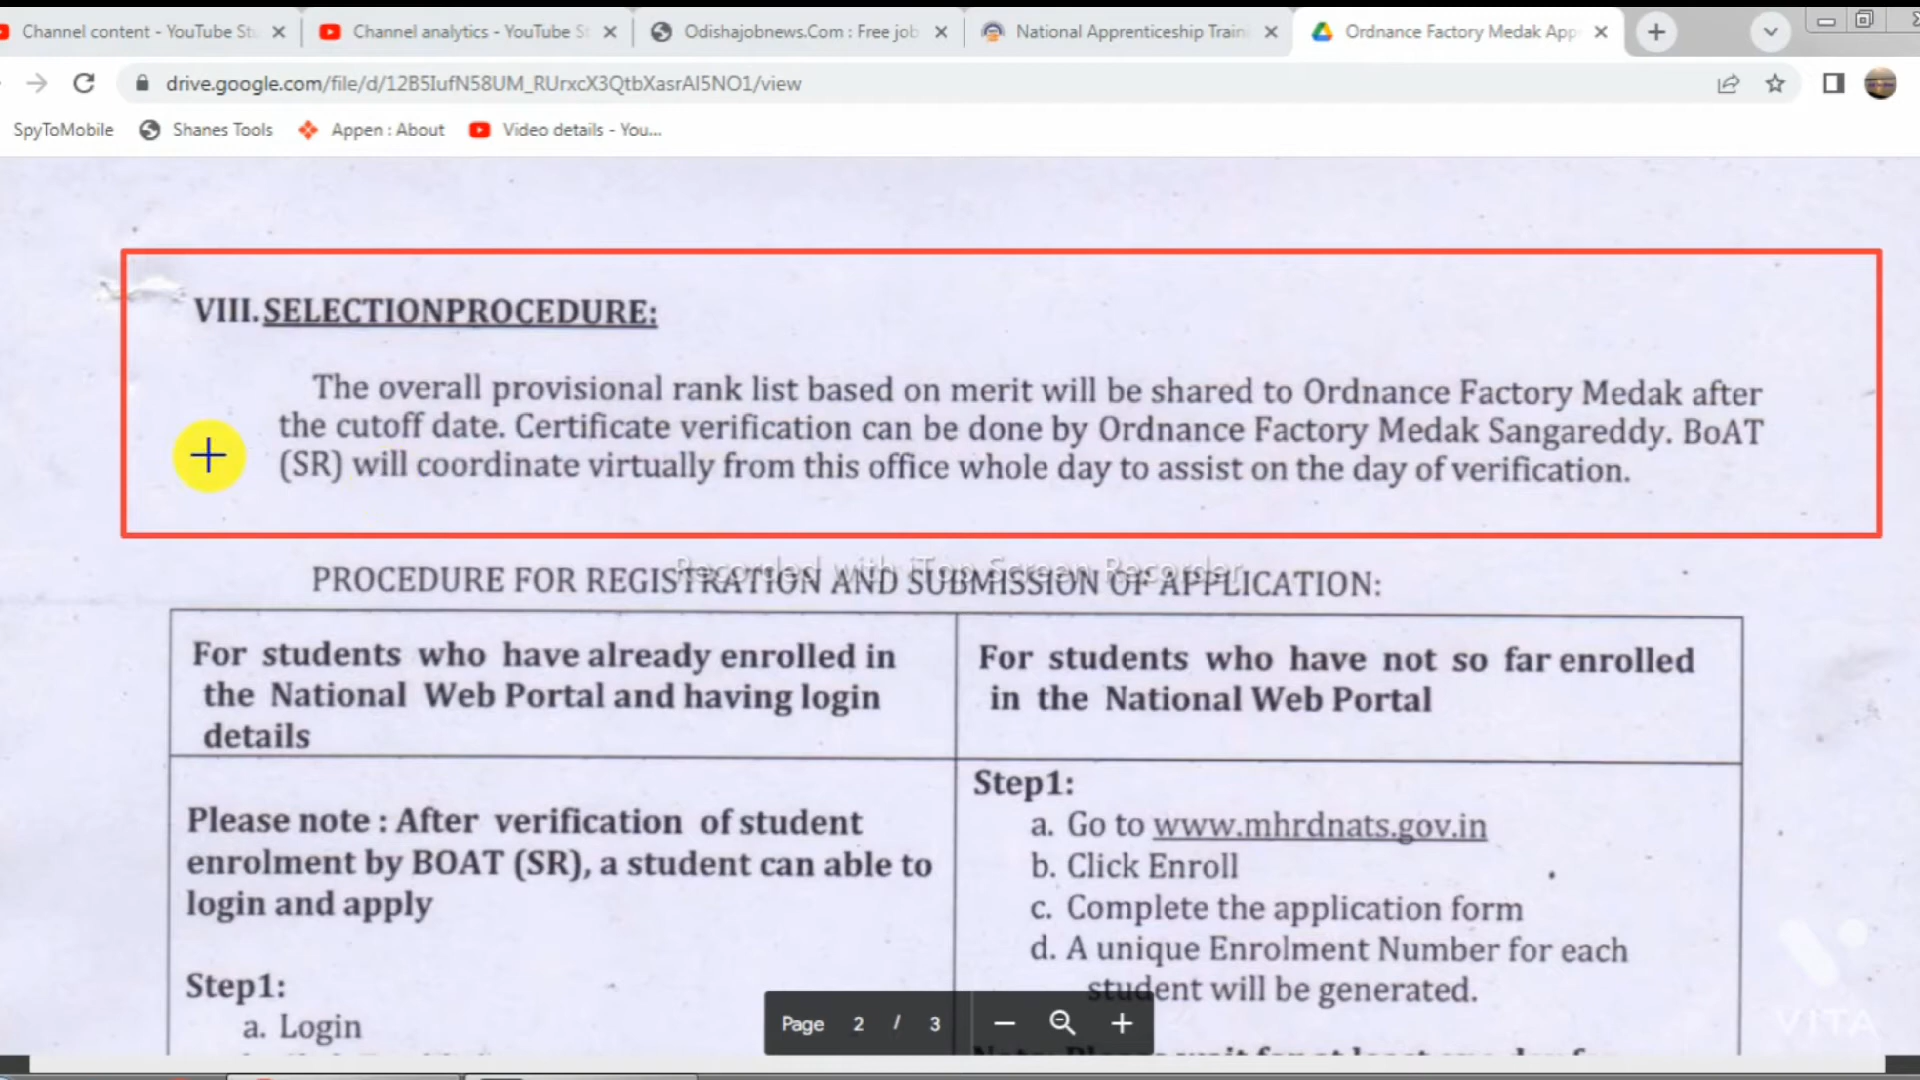 Channel content - YouTube St
Channel analytics - YouTube S
Odishajobnews.Com : Free job
National Apprenticeship Traini
Ordnance Factory Medak App
drive.google.com/file/d/12B5IufN58UM_RUrxcX3QtbXasrAI5NO1/view
SpyToMobile
Shanes Tools
Appen : About
Video details - You...
VIII. SELECTIONPROCEDURE:
The overall provisional rank list based on merit will be shared to Ordnance Factory Medak after
the cutoff date. Certificate verification can be done by Ordnance Factory Medak Sangareddy. BoAT
(SR) will coordinate virtually from this office whole day to assist on the day of verification.
Recorded with iTop Screen Recorder
PROCEDURE FOR REGISTRATION AND SUBMISSION OF APPLICATION:
For students who have already enrolled in
the National Web Portal and having login
details
For students who have not so far enrolled
in the National Web Portal
Please note : After verification of student
enrolment by BOAT (SR), a student can able to
login and apply
Step1:
a. Login
Step1:
a. Go to www.mhrdnats.gov.in
b. Click Enroll
c. Complete the application form
d. A unique Enrolment Number for each
student will be generated.
Page 2 / 3
VITA